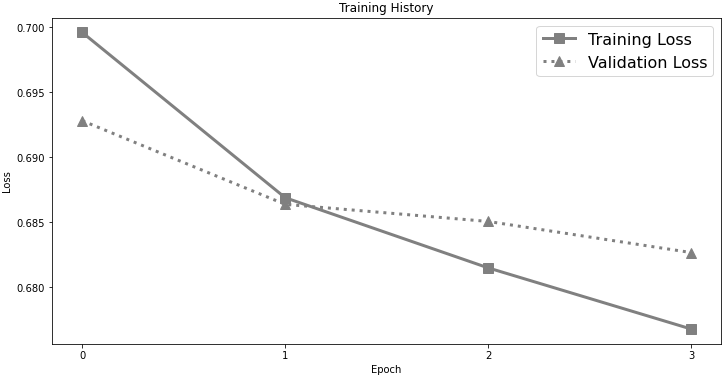 Training History
Training Loss
Validation Loss
Loss
0.700
0.695
0.690
0.685
0.680
0
1
2
3
Epoch